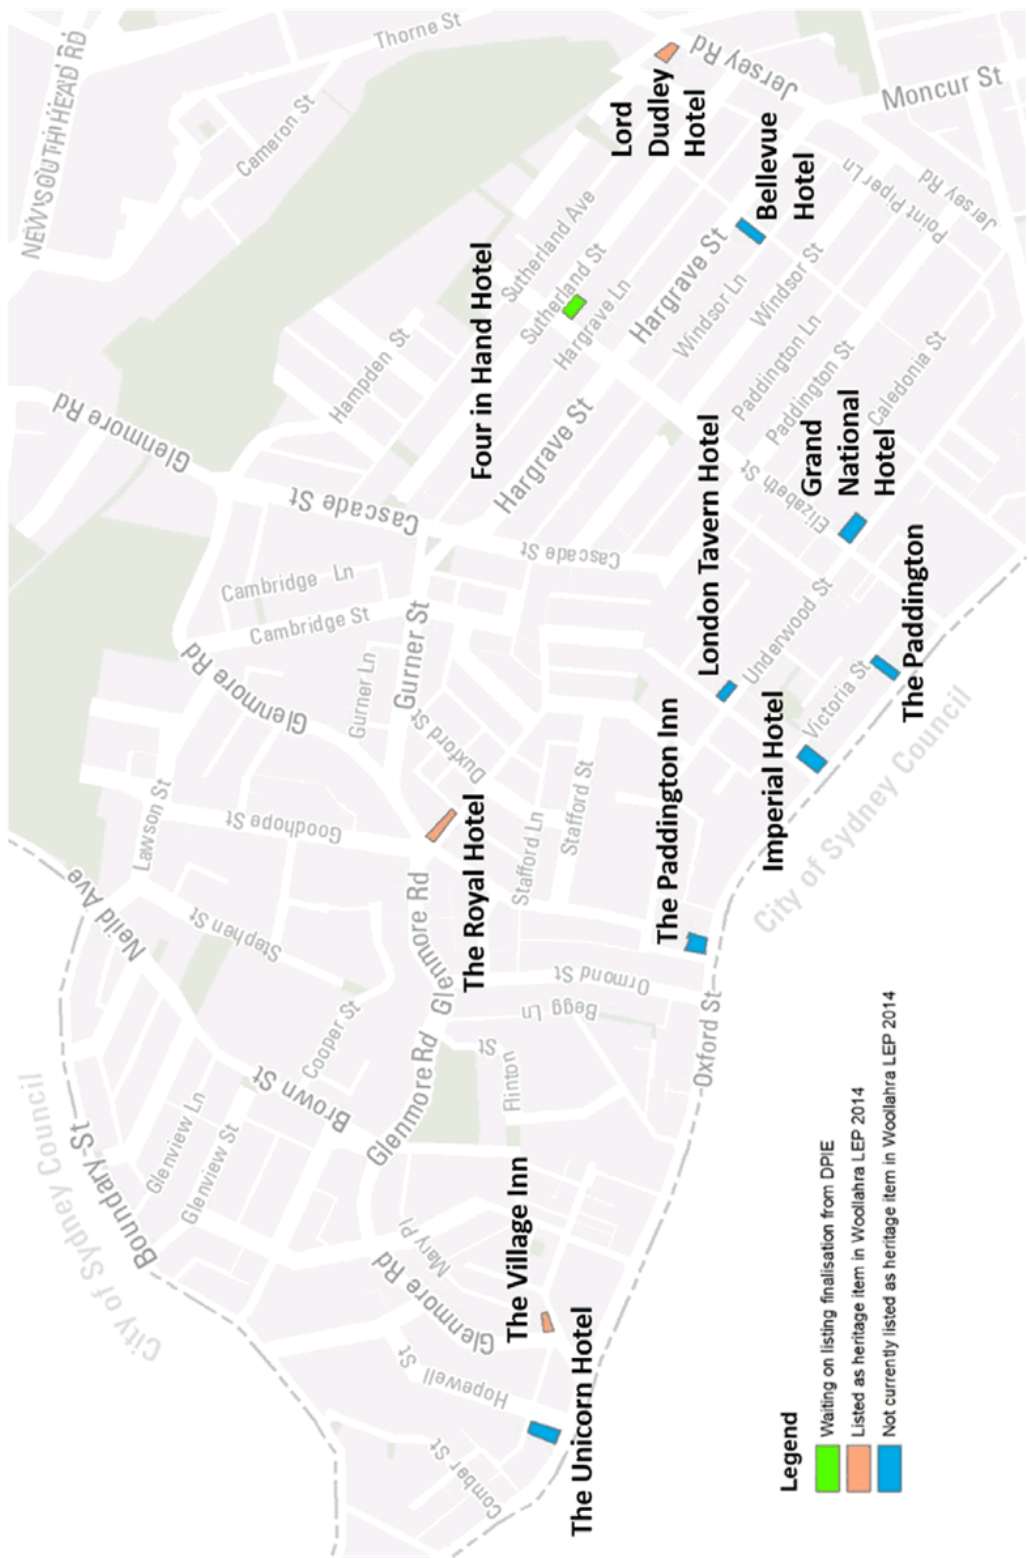 NEW SOUTH HEAD RD
Thorne St
Cameron St
Jersey Rd
Moncur St
Lord
Dudley
Hotel
Bellevue
Hotel
Point Piper Ln
Jersey Rd
Sutherland Ave
Sutherland St
Hargrave Ln
Hargrave St
Windsor Ln
Windsor St
Four in Hand Hotel
Hampden St
Glenmore Rd
Cascade St
Hargrave St
Paddington Ln
Paddington St
Caledonia St
Elizabeth St
Grand
National
Hotel
London Tavern Hotel
Cascade St
Cambridge Ln
Cambridge St
Glenmore Rd
Gurner Ln
Gurner St
Duxford St
Underwood St
Victoria St
The Paddington
Imperial Hotel
The Paddington Inn
City of Sydney Council
Stafford St
Stafford Ln
Lawson St
Goodhope St
The Royal Hotel
Glenmore Rd
Neild Ave
Stephen St
Ormond St
Begg Ln
Oxford St
Cooper St
Brown St
Glenmore Rd
Flinton
St
City of Sydney Council
Boundary St
Glenview Ln
Glenview St
Mary Pl
Glenmore Rd
The Village Inn
Hopewell St
The Unicorn Hotel
Comber St
Legend
Waiting on listing finalisation from DPIE
Listed as heritage item in Woollahra LEP 2014
Not currently listed as heritage item in Woollahra LEP 2014